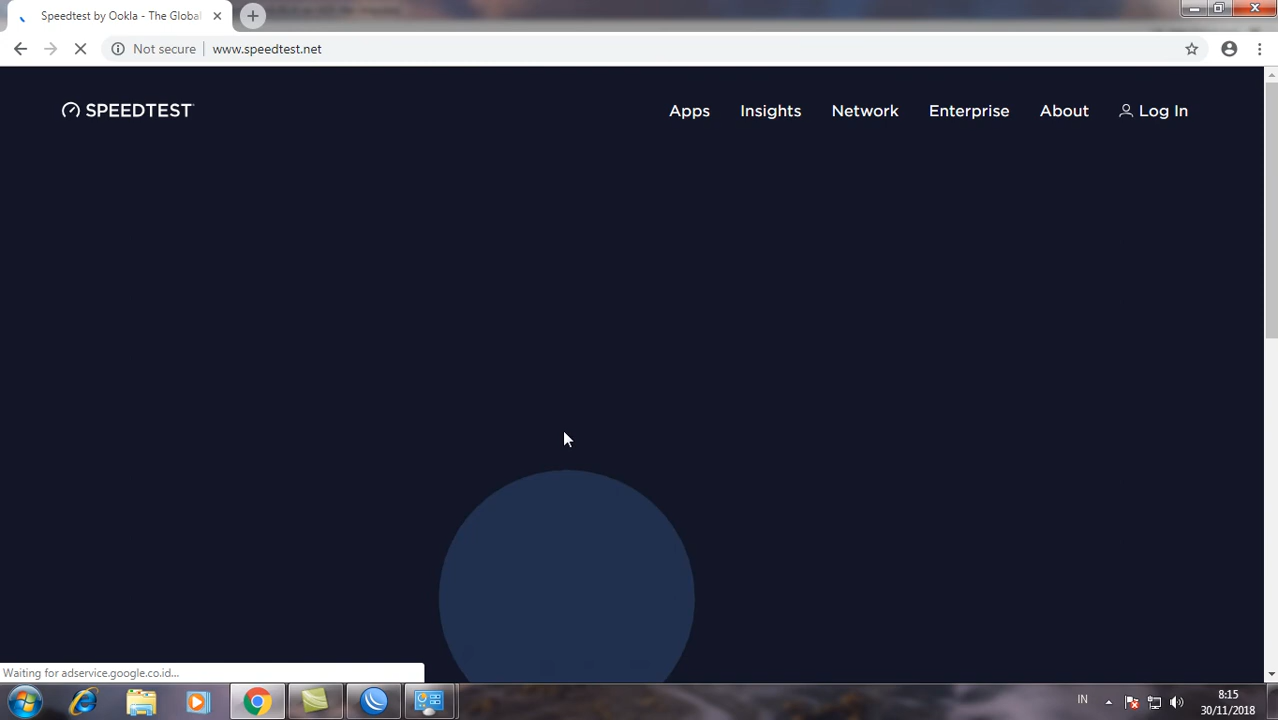 Speedtest by Ookla - The Global
Not secure
www.speedtest.net
SPEEDTEST
Apps
Insights
Network
Enterprise
About
Log In
Waiting for adservice.google.co.id...
IN
8:15
30/11/2018